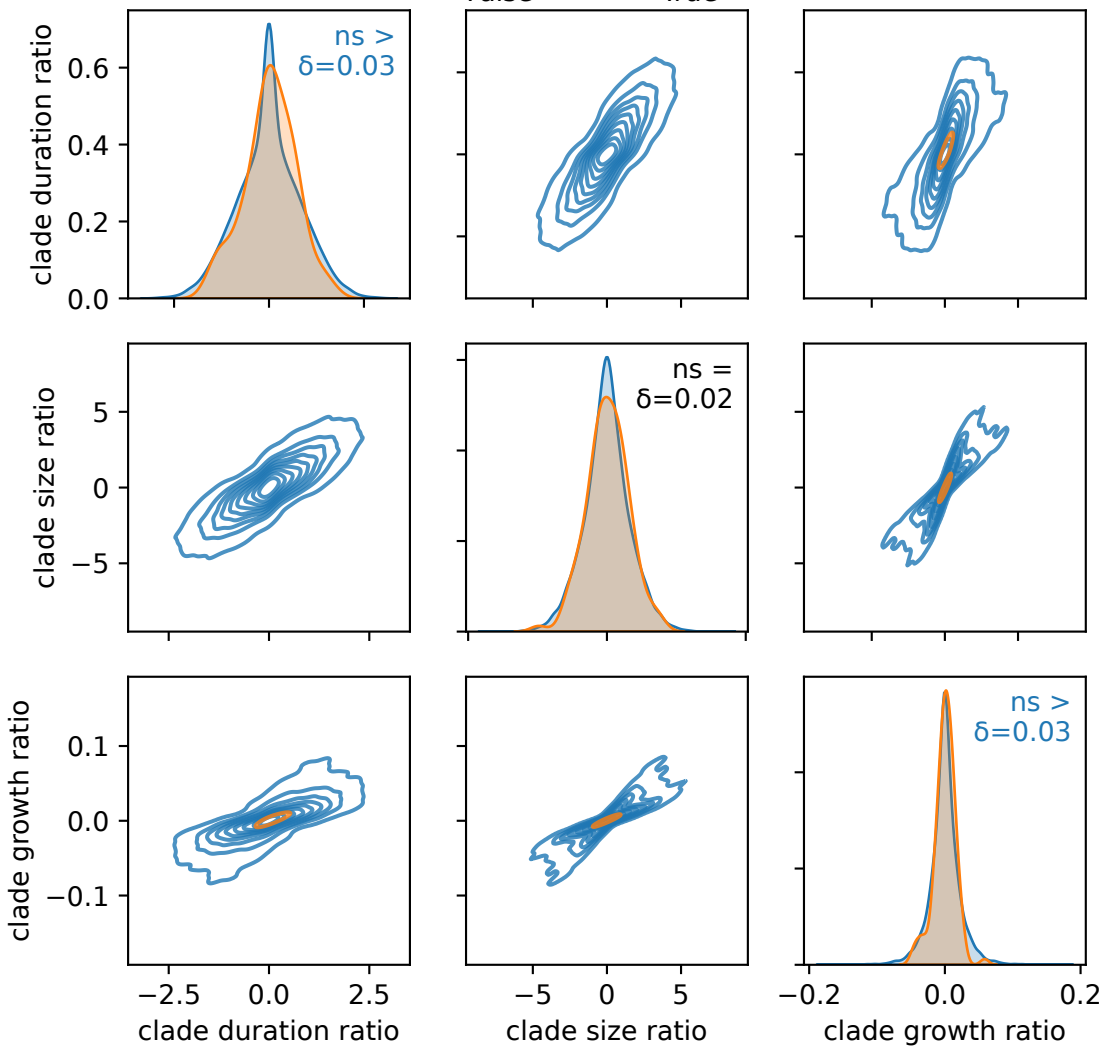 clade duration ratio
0.6
0.4
0.2
0.0
ns >
δ=0.03
clade size ratio
5
0
−5
ns =
δ=0.02
clade growth ratio
0.1
0.0
−0.1
ns >
δ=0.03
−2.5 0.0 2.5
−5 0 5
−0.2 0.0 0.2
clade duration ratio
clade size ratio
clade growth ratio